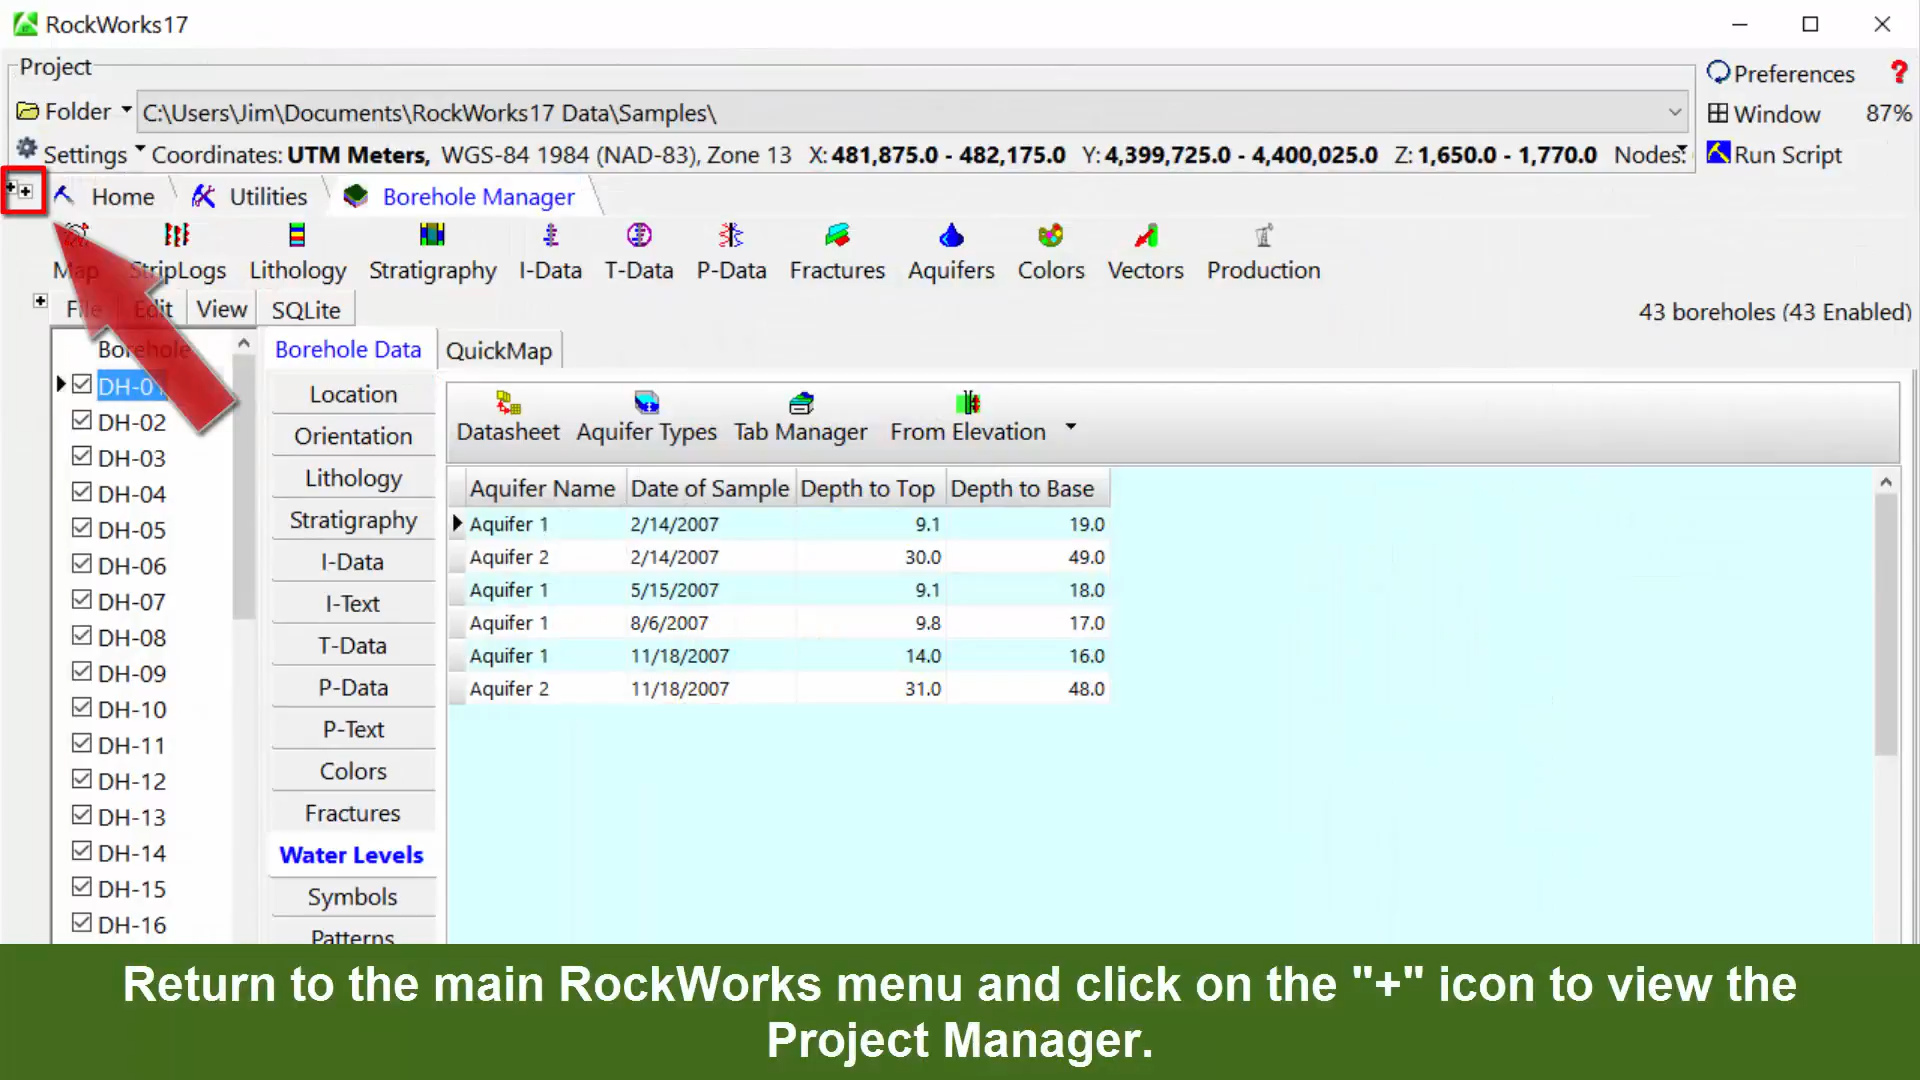 RockWorks17
Project
Preferences ?
Folder C:\Users\Jim\Documents\RockWorks17 Data\Samples\
Window 87%
Settings Coordinates: UTM Meters, WGS-84 1984 (NAD-83), Zone 13 X: 481,875.0 - 482,175.0 Y: 4,399,725.0 - 4,400,025.0 Z: 1,650.0 - 1,770.0 Nodes:
Run Script
Home Utilities Borehole Manager
Map StripLogs Lithology Stratigraphy I-Data T-Data P-Data Fractures Aquifers Colors Vectors Production
File Edit View SQLite
43 boreholes (43 Enabled)
Borehole
DH-01
DH-02
DH-03
DH-04
DH-05
DH-06
DH-07
DH-08
DH-09
DH-10
DH-11
DH-12
DH-13
DH-14
DH-15
DH-16
Borehole Data QuickMap
Location
Orientation
Lithology
Stratigraphy
I-Data
I-Text
T-Data
P-Data
P-Text
Colors
Fractures
Water Levels
Symbols
Patterns
Datasheet Aquifer Types Tab Manager From Elevation
Aquifer Name Date of Sample Depth to Top Depth to Base
Aquifer 1 2/14/2007 9.1 19.0
Aquifer 2 2/14/2007 30.0 49.0
Aquifer 1 5/15/2007 9.1 18.0
Aquifer 1 8/6/2007 9.8 17.0
Aquifer 1 11/18/2007 14.0 16.0
Aquifer 2 11/18/2007 31.0 48.0
Return to the main RockWorks menu and click on the "+" icon to view the
Project Manager.